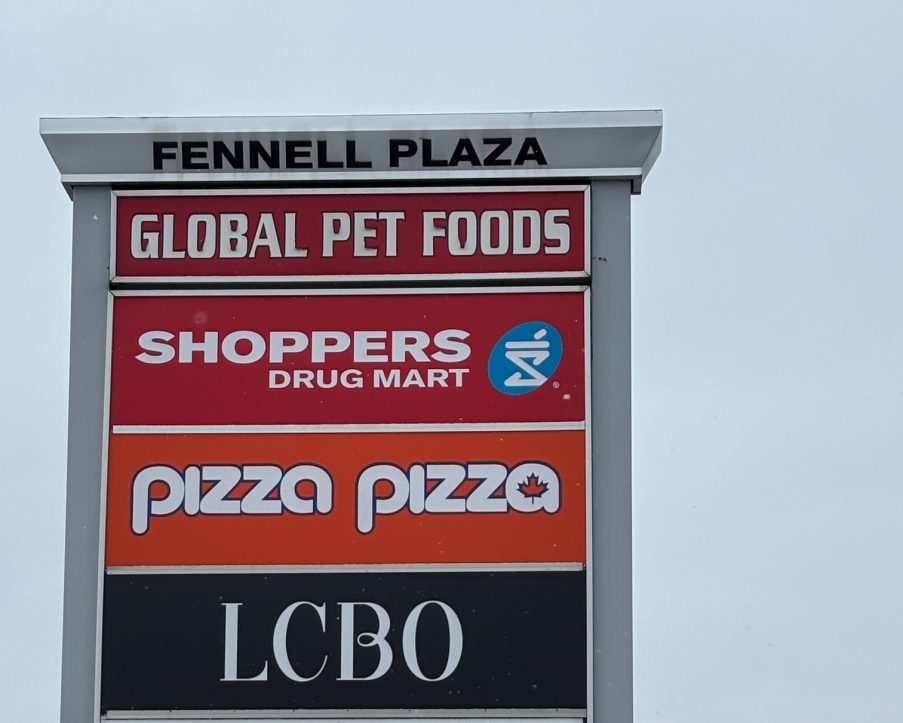 FENNELL PLAZA
GLOBAL PET FOODS
SHOPPERS
DRUG MART
®
pizza pizza
LCBO